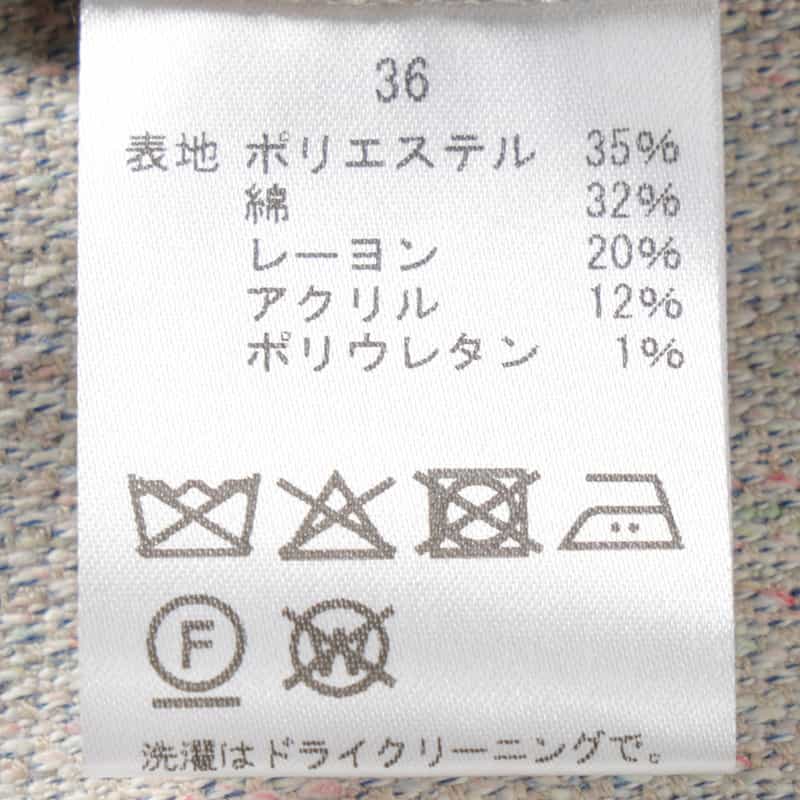 36
表地 ポリエステル 35%
綿 32%
レーヨン 20%
アクリル 12%
ポリウレタン 1%
F W
洗濯はドライクリーニングで。